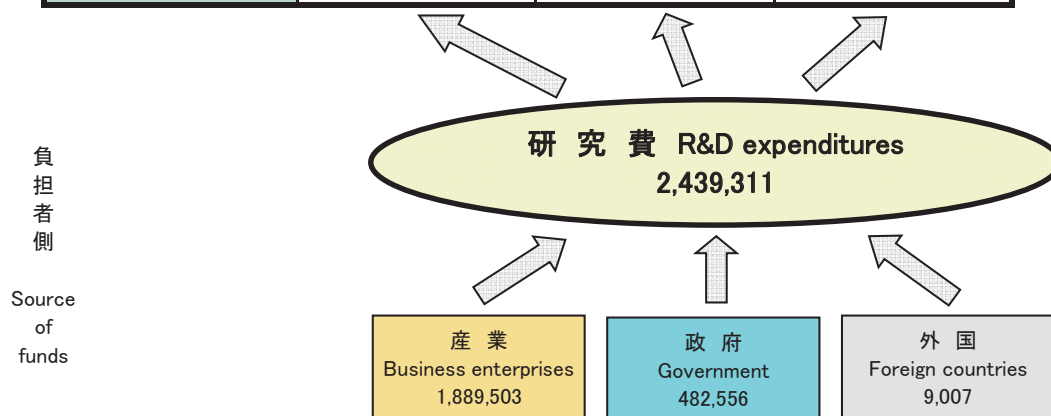 研 究 費 R&D expenditures
2,439,311
負
担
者
側
Source
of
funds
産 業
Business enterprises
1,889,503
政 府
Government
482,556
外 国
Foreign countries
9,007